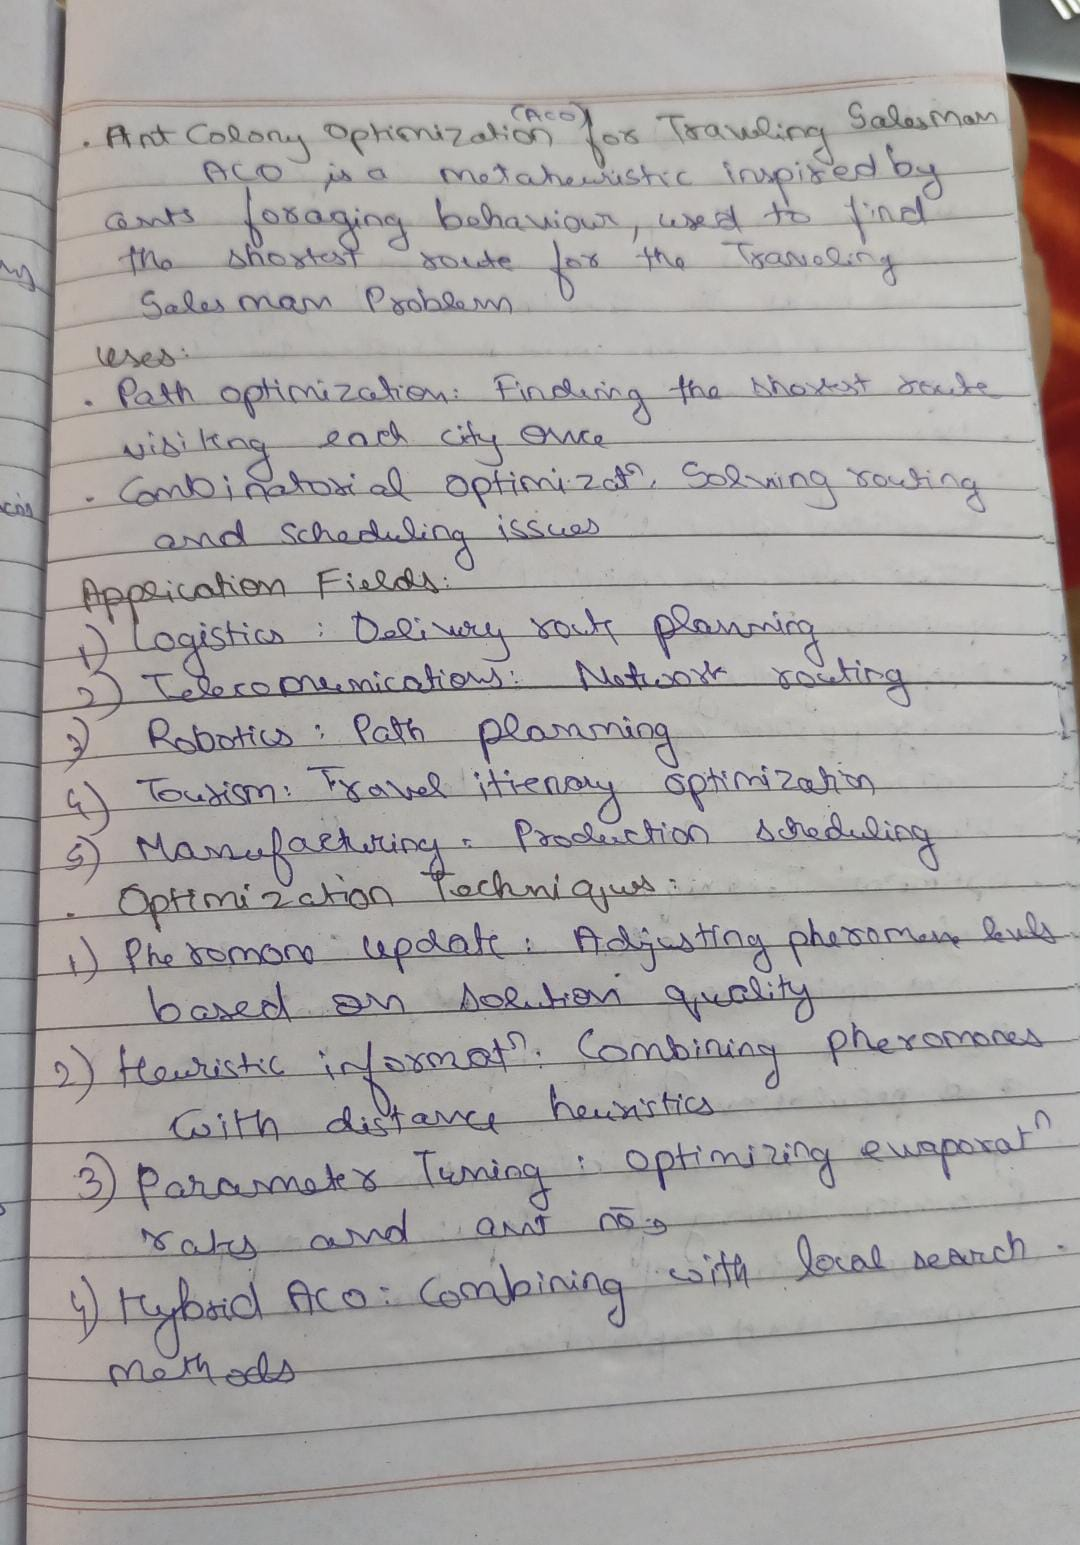 (ACO)
. Ant Colony Optimization for Traveling Salesman
ACO is a metaheuristic inspired by
ants foraging behaviour, used to find
the shortest route for the Traveling
Salesman Problem
Uses:
. Path optimization: Finding the shortest route
visiting each city once
. Combinatorial optimizatⁿ. Solving routing
and scheduling issues
Application Fields:
1) Logistics : Delivery route planning
2) Telecommunications: Network routing
3) Robotics : Path planning
4) Tourism: Travel itienary optimization
5) Manufacturing: Production scheduling
. Optimization Techniques:
1) Pheromone update : Adjusting pheromone levels
based on solution quality
2) Heuristic informatⁿ: Combining pheromones
with distance heuristics
3) Parameter Tuning : optimizing evaporatⁿ
rates and ant no
4) Hybrid ACO: Combining with local search
methods